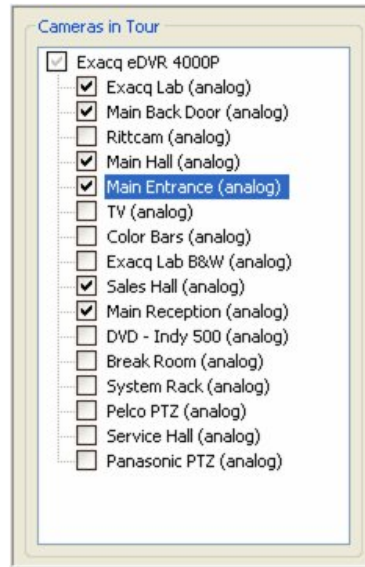 Cameras in Tour
Exacq eDVR 4000P
Exacq Lab (analog)
Main Back Door (analog)
Rittcam (analog)
Main Hall (analog)
Main Entrance (analog)
TV (analog)
Color Bars (analog)
Exacq Lab B&W (analog)
Sales Hall (analog)
Main Reception (analog)
DVD - Indy 500 (analog)
Break Room (analog)
System Rack (analog)
Pelco PTZ (analog)
Service Hall (analog)
Panasonic PTZ (analog)